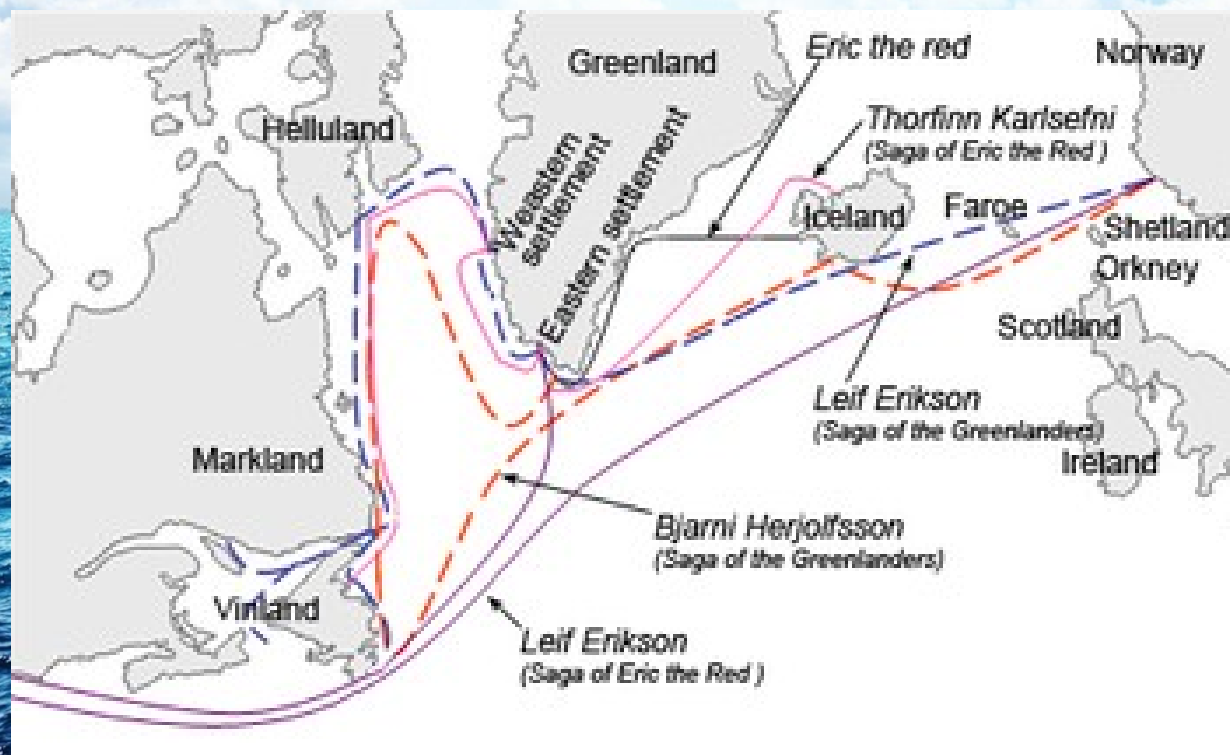 Eric the red
Norway
Greenland
Thorfinn Karlsefni
(Saga of Eric the Red )
Helluland
Weastern
settlement
Eastern settlement
Iceland
Faroe
Shetland
Orkney
Scotland
Leif Erikson
(Saga of the Greenlanders)
Ireland
Markland
Bjarni Herjolfsson
(Saga of the Greenlanders)
Vinland
Leif Erikson
(Saga of Eric the Red )